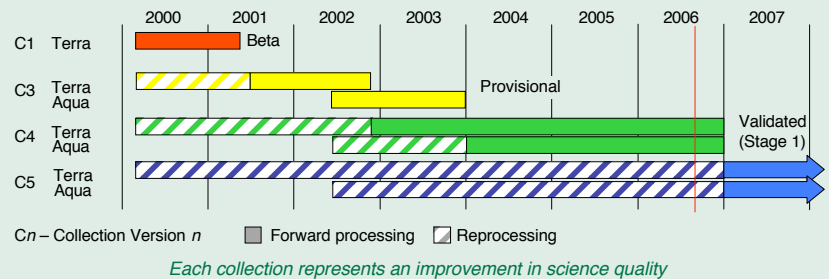 2000 2001 2002 2003 2004 2005 2006 2007
C1 Terra Beta
C3 Terra
Aqua
Provisional
C4 Terra
Aqua
Validated
(Stage 1)
C5 Terra
Aqua
Cn – Collection Version n Forward processing Reprocessing
Each collection represents an improvement in science quality